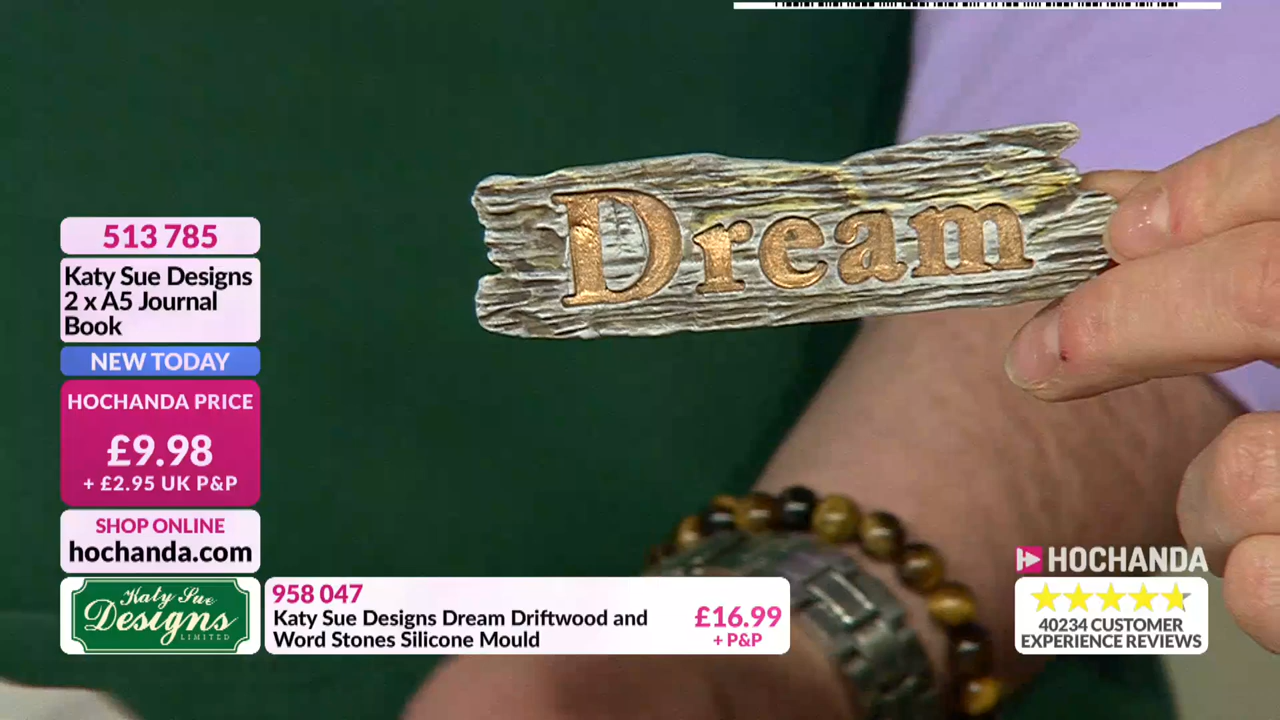 Dream
513 785
Katy Sue Designs
2 x A5 Journal
Book
NEW TODAY
HOCHANDA PRICE
£9.98
+ £2.95 UK P&P
SHOP ONLINE
hochanda.com
Katy Sue
Designs
LIMITED
958 047
Katy Sue Designs Dream Driftwood and
Word Stones Silicone Mould
£16.99
+ P&P
HOCHANDA
40234 CUSTOMER
EXPERIENCE REVIEWS